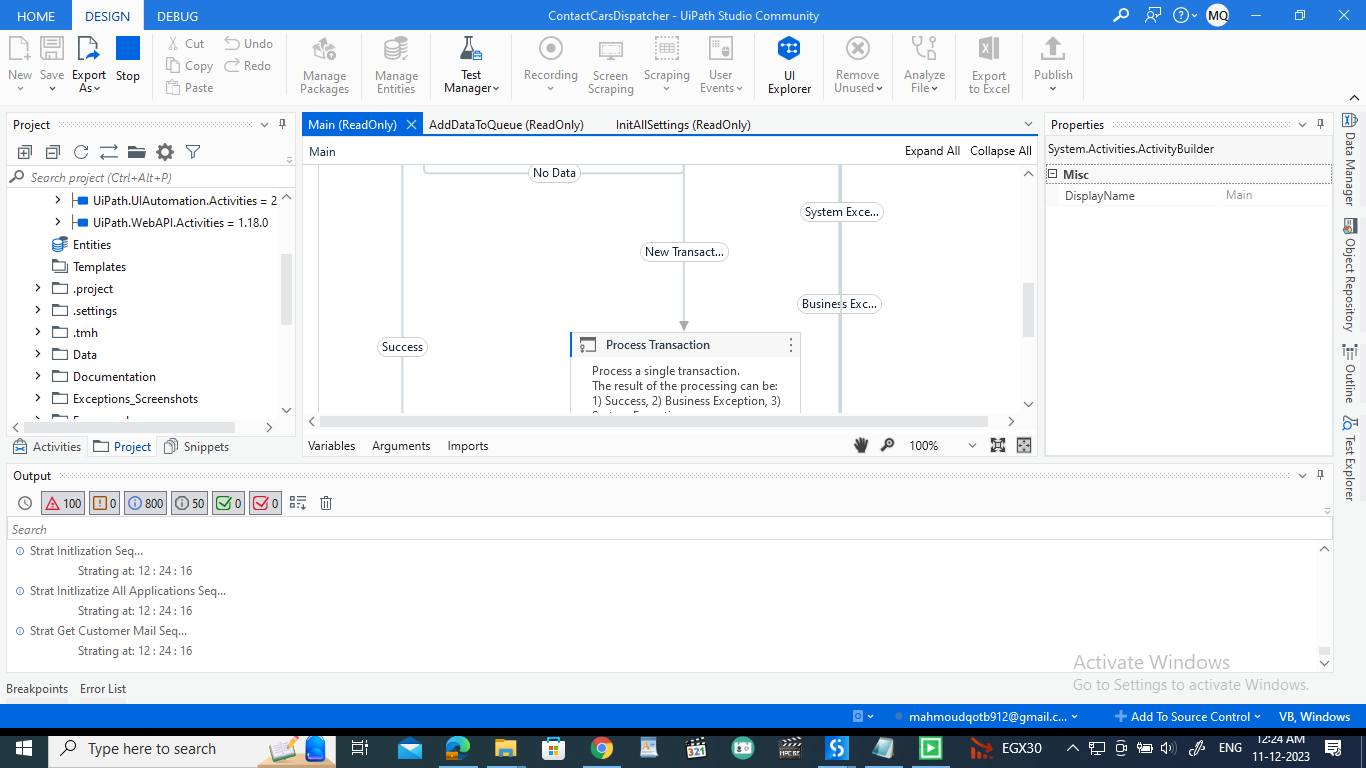 HOME DESIGN DEBUG ContactCarsDispatcher - UiPath Studio Community MQ
New Save Export As Stop Cut Copy Paste Undo Redo Manage Packages Manage Entities Test Manager Recording Screen Scraping Scraping User Events UI Explorer Remove Unused Analyze File Export to Excel Publish
Project
Search project (Ctrl+Alt+P)
UiPath.UIAutomation.Activities = 2
UiPath.WebAPI.Activities = 1.18.0
Entities
Templates
.project
.settings
.tmh
Data
Documentation
Exceptions_Screenshots
Activities Project Snippets
Main (ReadOnly) AddDataToQueue (ReadOnly) InitAllSettings (ReadOnly)
Main Expand All Collapse All
No Data
System Exce...
New Transact...
Business Exc...
Success
Process Transaction
Process a single transaction.
The result of the processing can be:
1) Success, 2) Business Exception, 3)
Variables Arguments Imports 100%
Properties
System.Activities.ActivityBuilder
Misc
DisplayName Main
Data Manager
Object Repository
Outline
Test Explorer
Output
100 0 800 50 0 0
Search
Strat Initlization Seq...
Strating at: 12 : 24 : 16
Strat Initlizatize All Applications Seq...
Strating at: 12 : 24 : 16
Strat Get Customer Mail Seq...
Strating at: 12 : 24 : 16
Activate Windows
Go to Settings to activate Windows.
Breakpoints Error List
mahmoudqotb912@gmail.c... Add To Source Control VB, Windows
Type here to search 321 EGX30 ENG 12:24 AM
11-12-2023